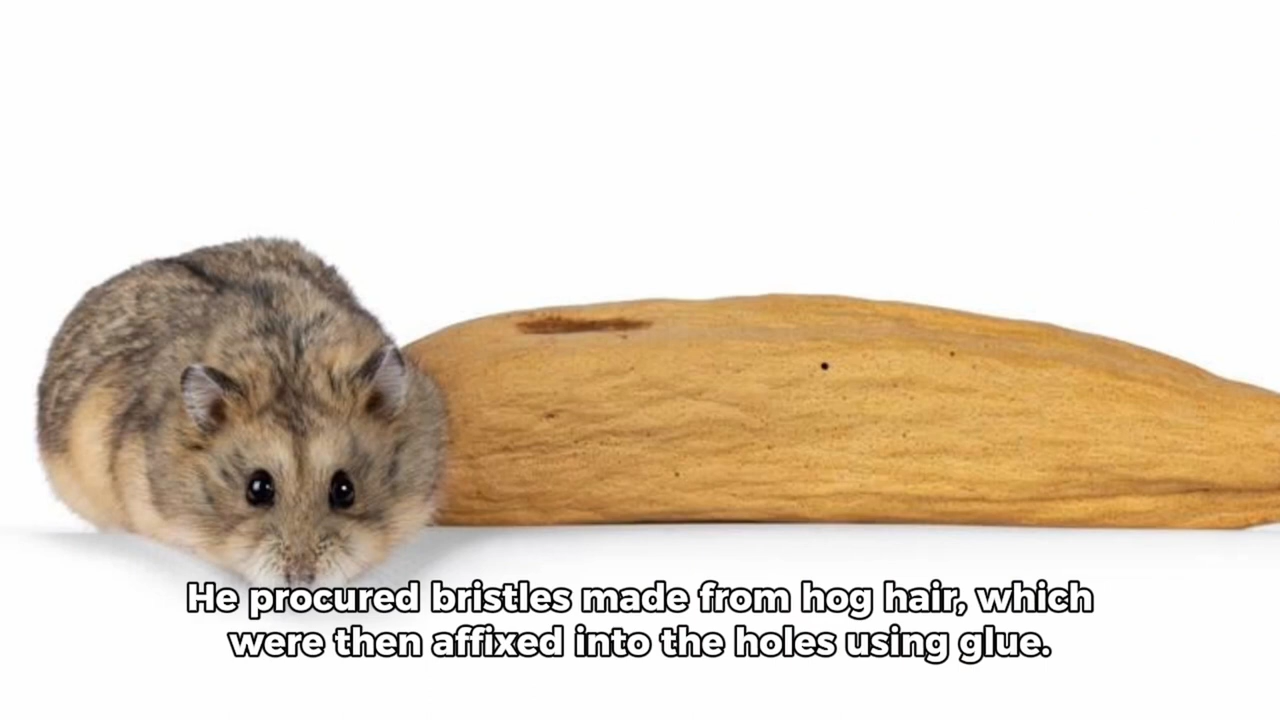 He procured bristles made from hog hair, which
were then affixed into the holes using glue.